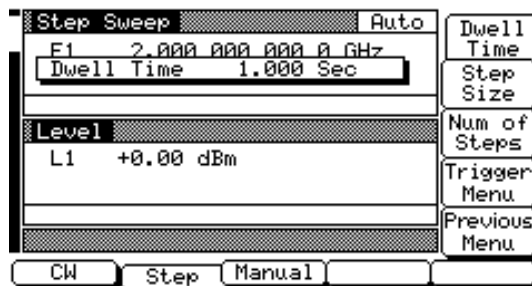 Step Sweep Auto
F1 2.000 000 000 0 GHz
Dwell Time 1.000 Sec
Level
L1 +0.00 dBm
Dwell Time
Step Size
Num of Steps
Trigger Menu
Previous Menu
CW Step Manual